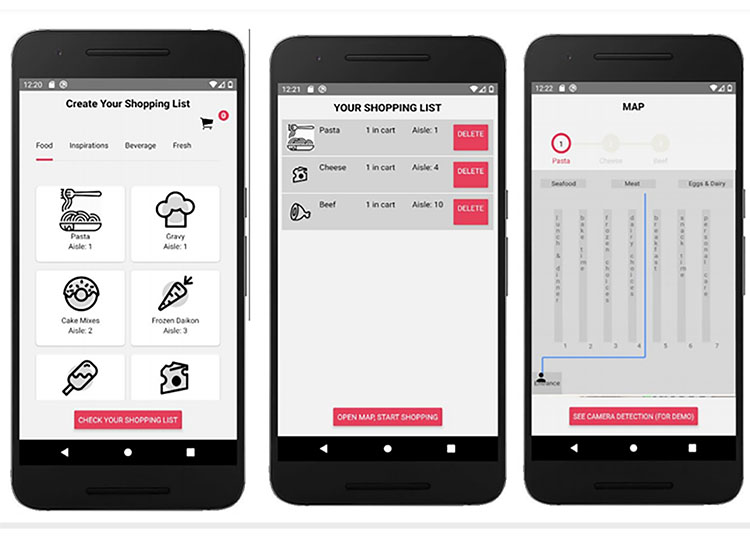 12:20
Create Your Shopping List
0
Food Inspirations Beverage Fresh
Pasta
Aisle: 1
Gravy
Aisle: 1
Cake Mixes
Aisle: 2
Frozen Daikon
Aisle: 3
CHECK YOUR SHOPPING LIST
12:21
YOUR SHOPPING LIST
Pasta 1 in cart Aisle: 1 DELETE
Cheese 1 in cart Aisle: 4 DELETE
Beef 1 in cart Aisle: 10 DELETE
OPEN MAP, START SHOPPING
12:22
MAP
1
Pasta
Cheese
Beef
Seafood Meat Eggs & Dairy
lunch & dinner
bake time
frozen choices
dairy choices
breakfast
snack time
personal care
1 2 3 4 5 6 7
Entrance
SEE CAMERA DETECTION (FOR DEMO)